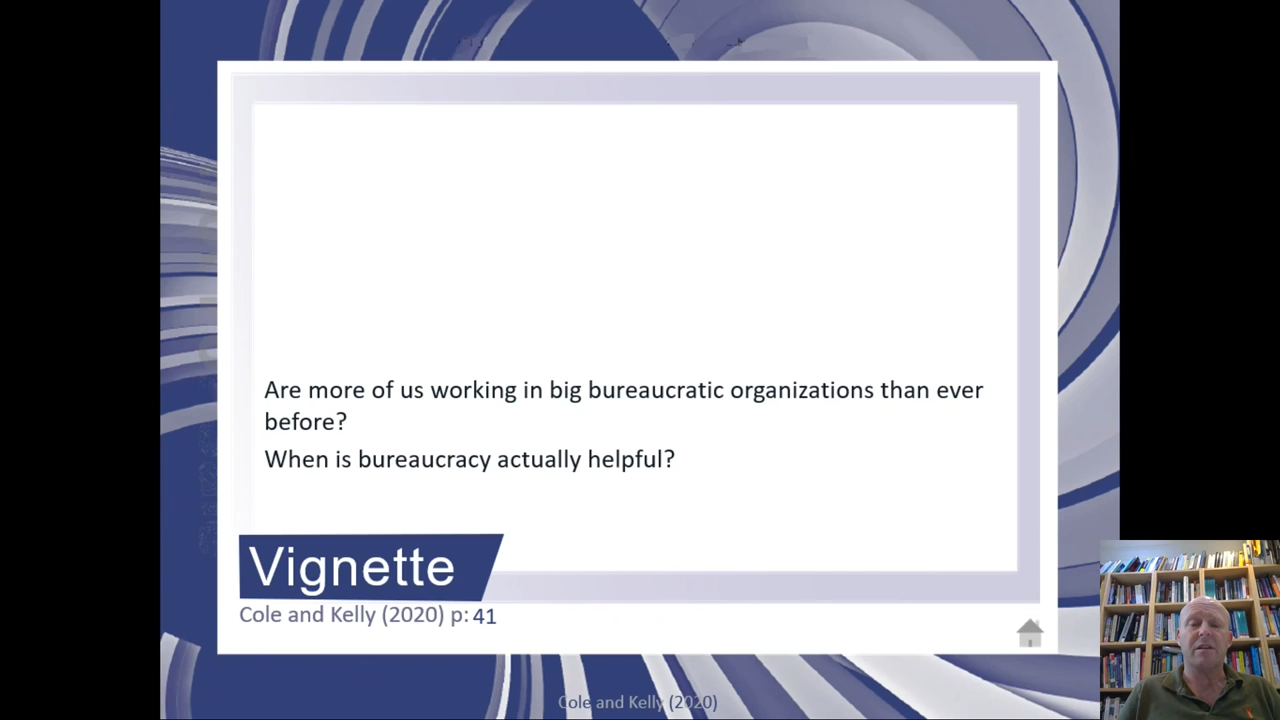 Are more of us working in big bureaucratic organizations than ever
before?
When is bureaucracy actually helpful?
Vignette
Cole and Kelly (2020) p: 41
Cole and Kelly (2020)